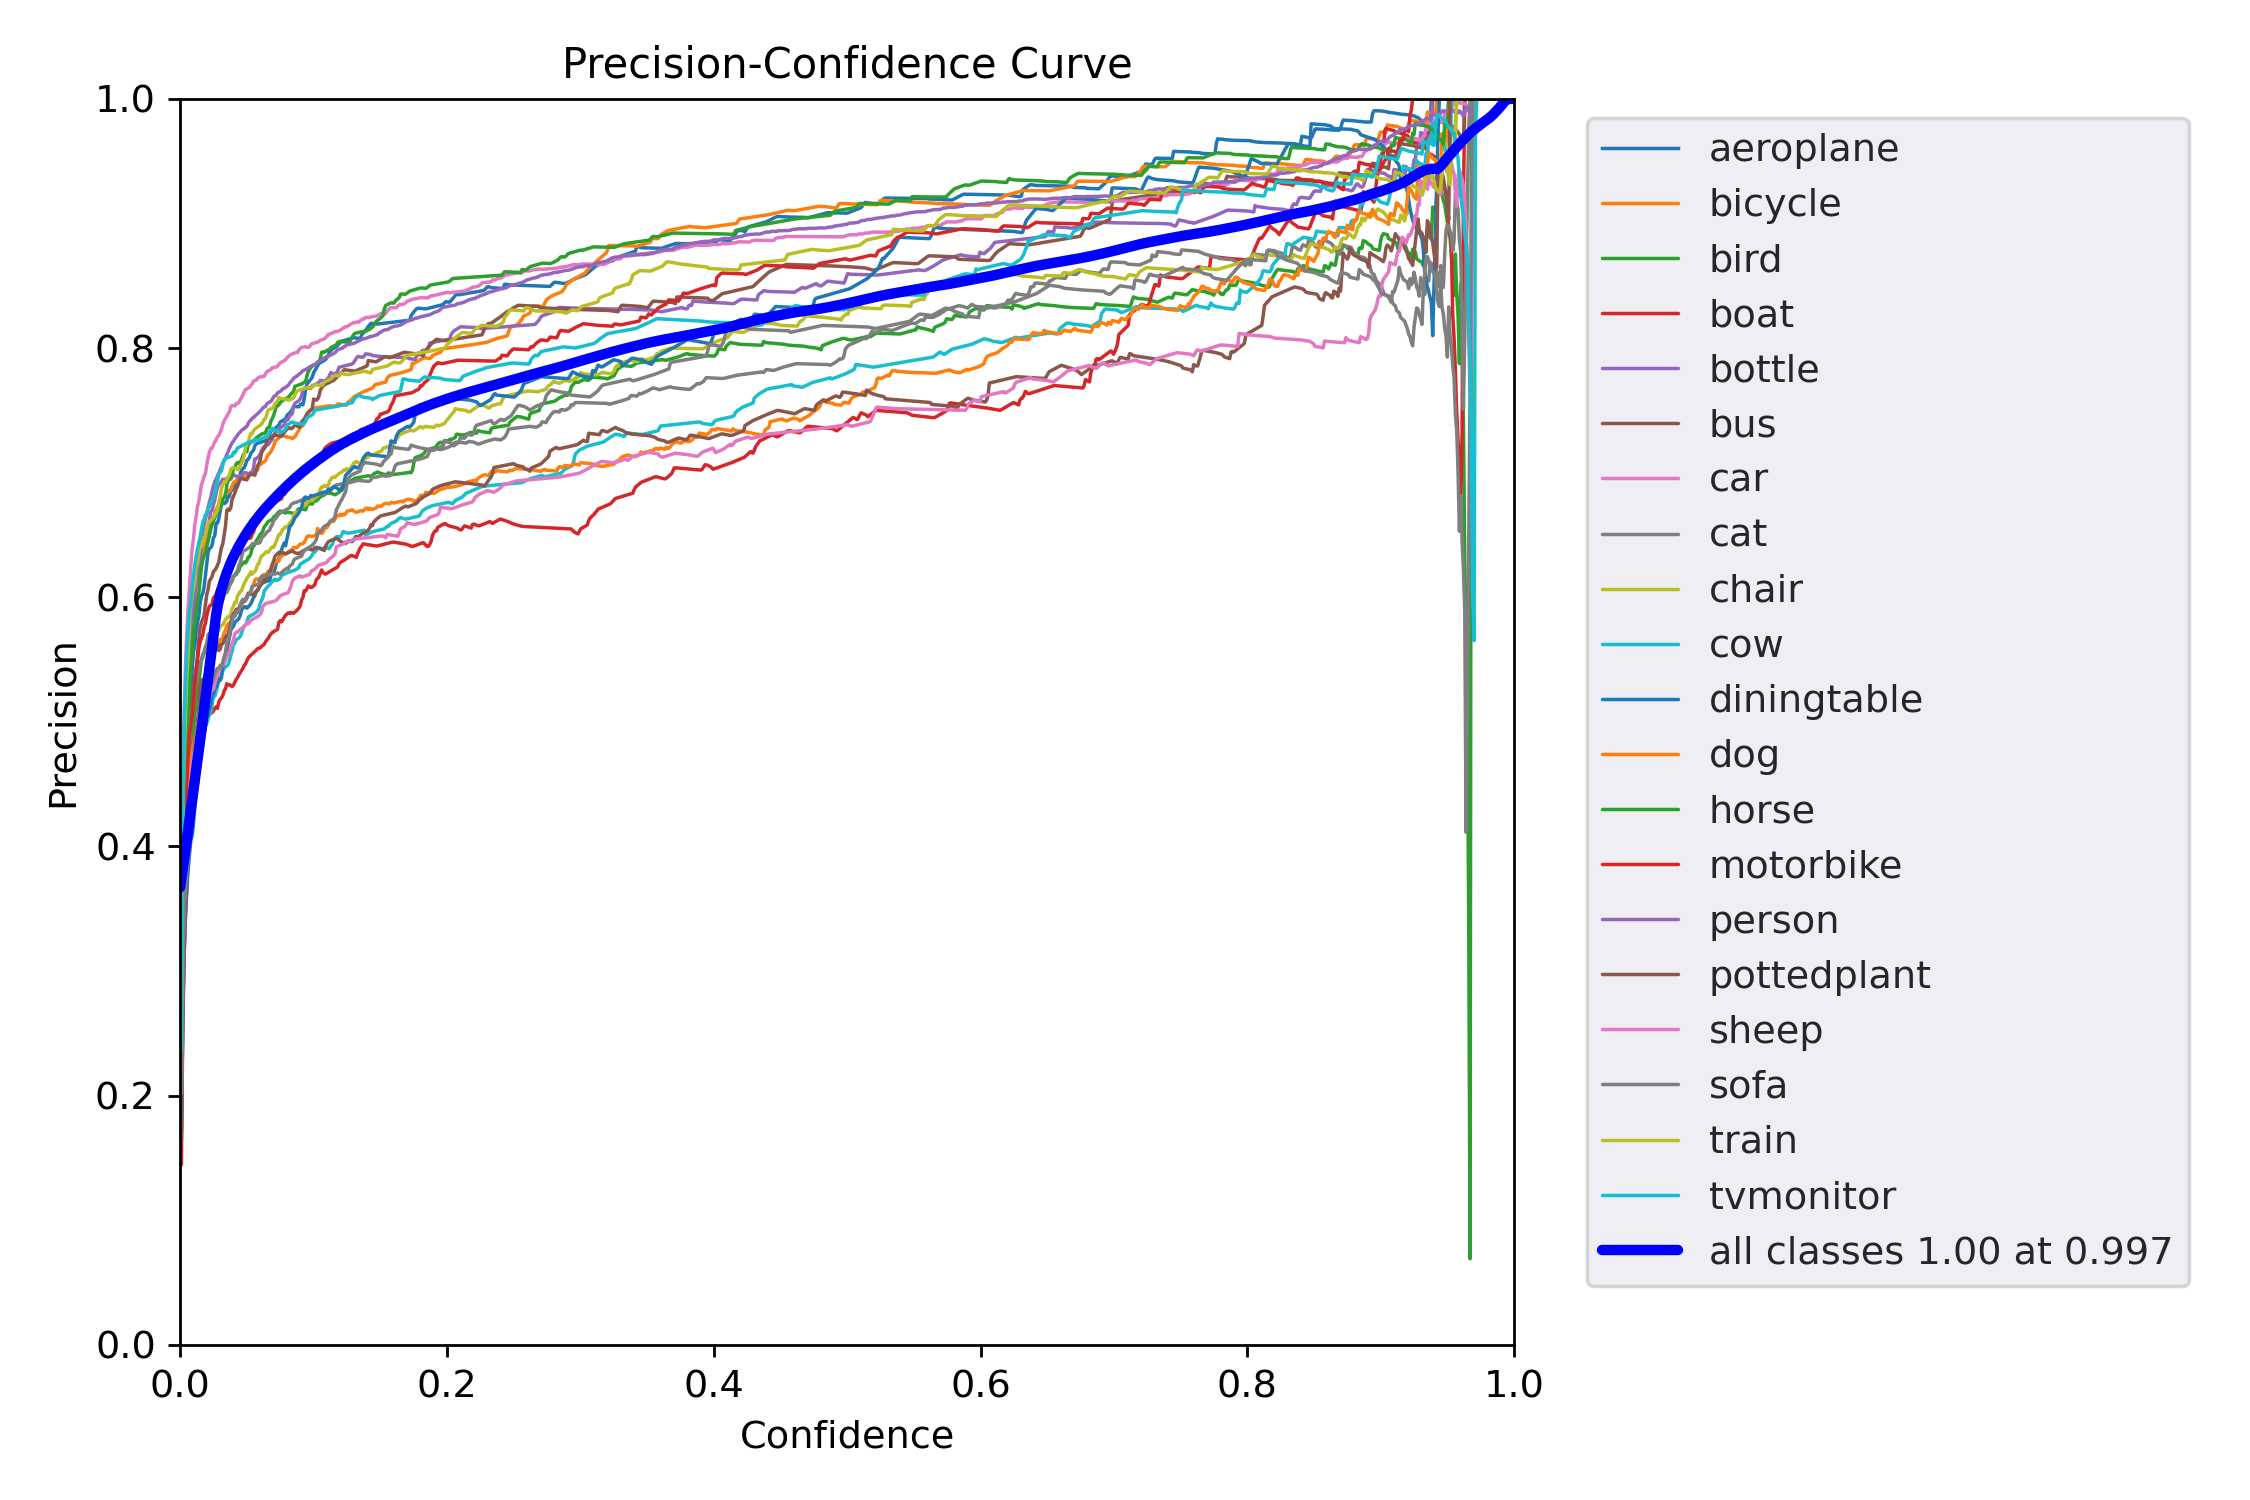 Precision-Confidence Curve
1.0
0.8
0.6
0.4
0.2
0.0
Precision
0.0 0.2 0.4 0.6 0.8 1.0
Confidence
aeroplane
bicycle
bird
boat
bottle
bus
car
cat
chair
cow
diningtable
dog
horse
motorbike
person
pottedplant
sheep
sofa
train
tvmonitor
all classes 1.00 at 0.997